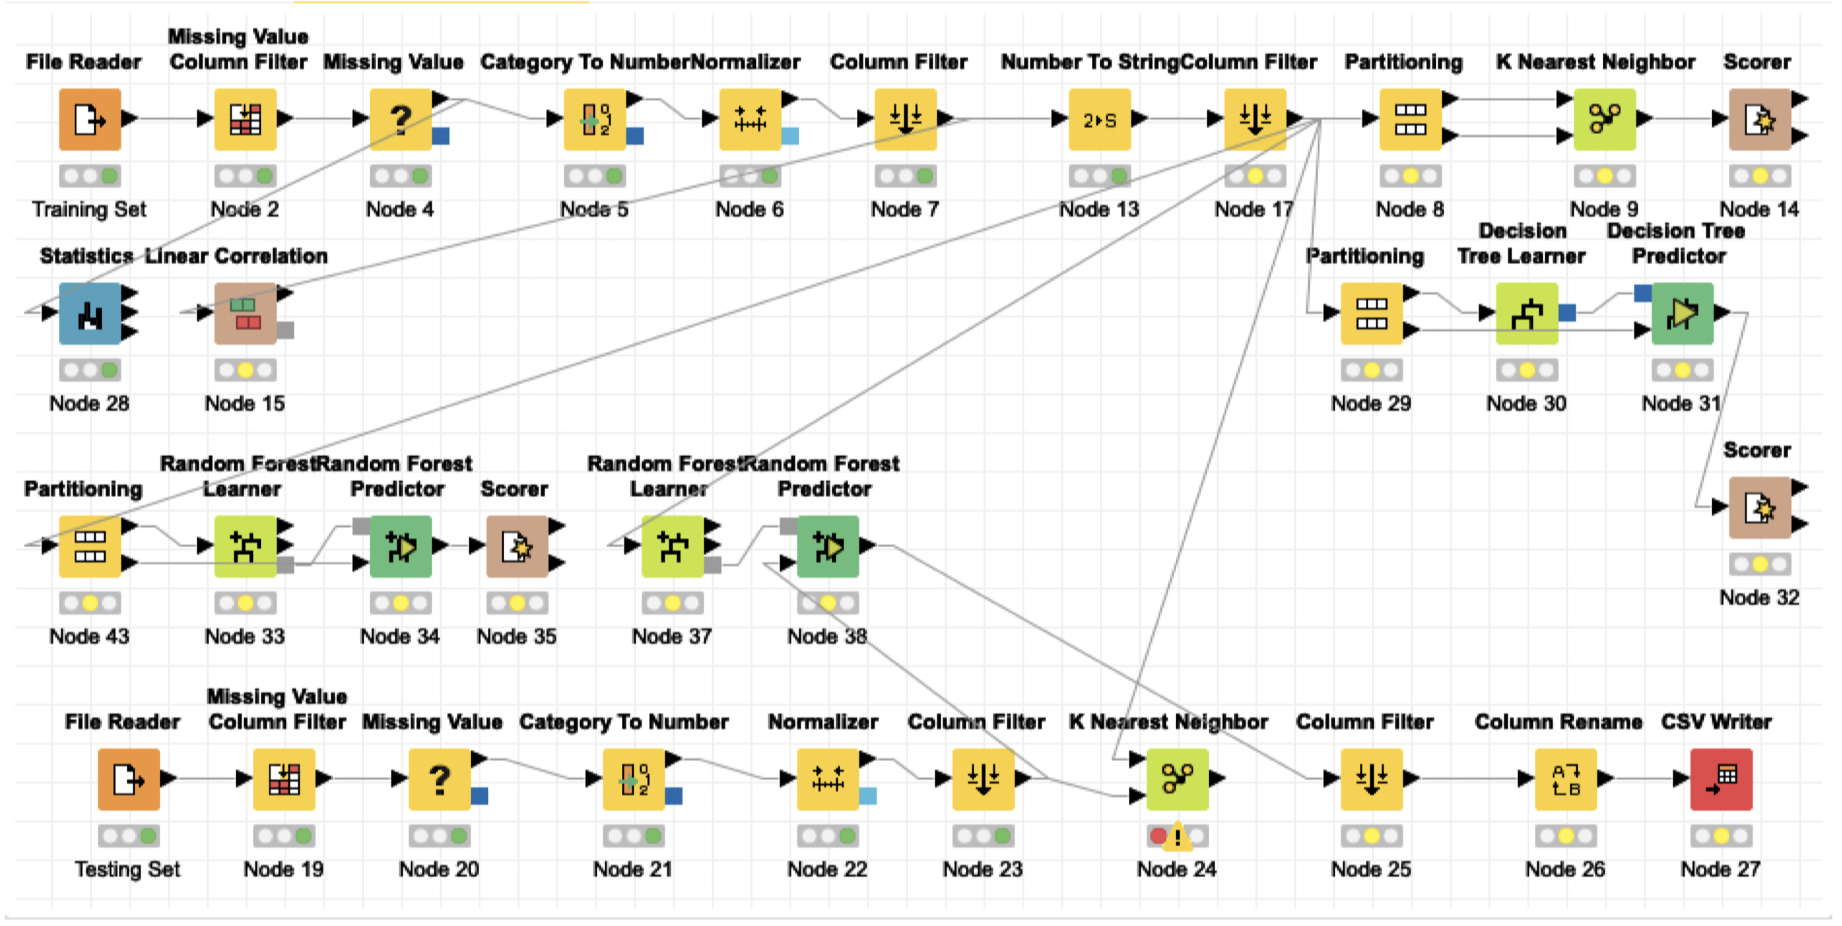 Missing Value
File Reader Column Filter Missing Value Category To Number Normalizer Column Filter Number To String Column Filter Partitioning K Nearest Neighbor Scorer
?
2▸S
Training Set Node 2 Node 4 Node 5 Node 6 Node 7 Node 13 Node 17 Node 8 Node 9 Node 14
Decision Decision Tree
Statistics Linear Correlation Partitioning Tree Learner Predictor
Node 28 Node 15 Node 29 Node 30 Node 31
Scorer
Random Forest Random Forest Random Forest Random Forest
Partitioning Learner Predictor Scorer Learner Predictor
Node 32
Node 43 Node 33 Node 34 Node 35 Node 37 Node 38
Missing Value
File Reader Column Filter Missing Value Category To Number Normalizer Column Filter K Nearest Neighbor Column Filter Column Rename CSV Writer
?
A
B
Testing Set Node 19 Node 20 Node 21 Node 22 Node 23 Node 24 Node 25 Node 26 Node 27